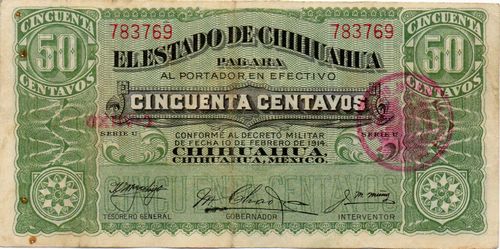 CINCUENTA CINCUENTA
783769 783769
50 50
EL ESTADO DE CHIHUAHUA
CENTAVOS CENTAVOS
PAGARA
AL PORTADOR EN EFECTIVO
CINCUENTA CENTAVOS
SERIE U SERIE U
CONFORME AL DECRETO MILITAR
DE FECHA 10 DE FEBRERO DE 1914.
CHIHUAHUA,
CHIHUAHUA, MEXICO.
CINCUENTA CENTAVOS
TESORERO GENERAL GOBERNADOR INTERVENTOR